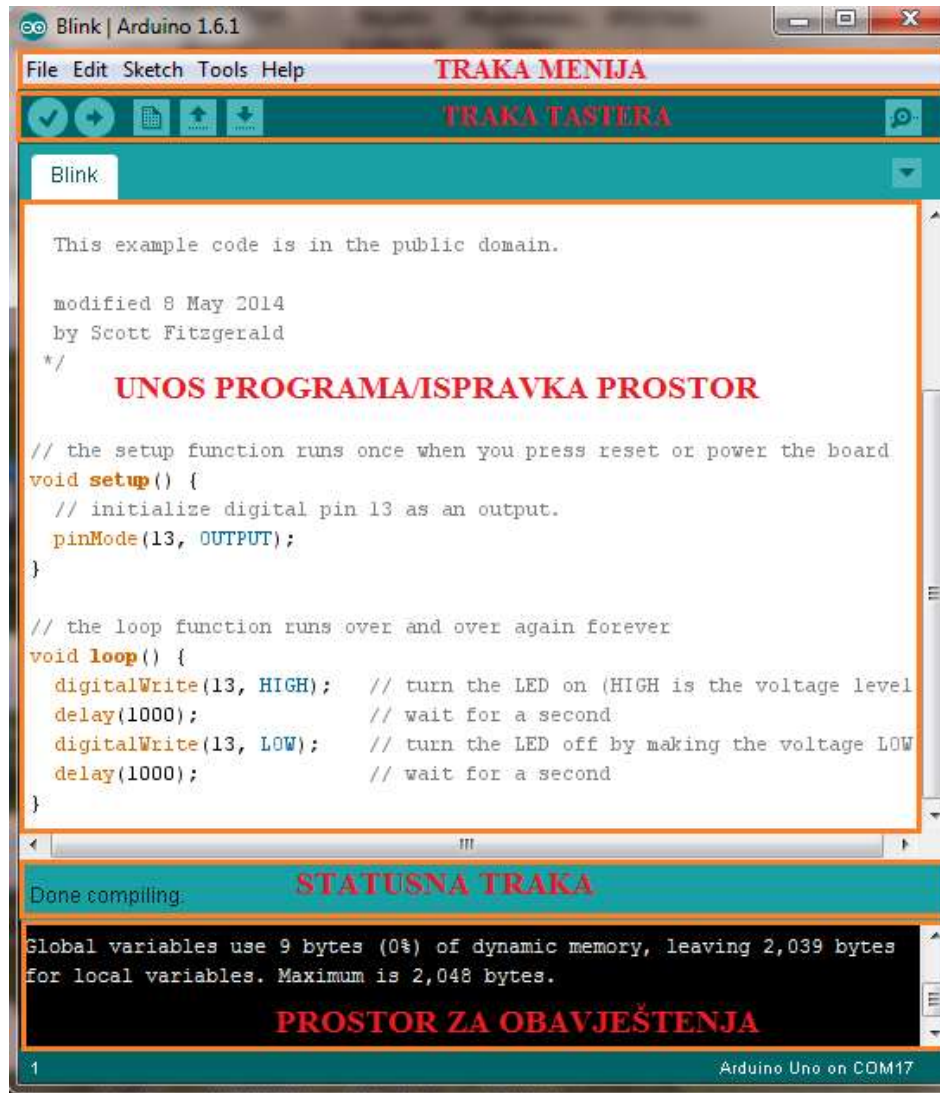 Blink | Arduino 1.6.1
File Edit Sketch Tools Help TRAKA MENIJA
TRAKA TASTERA
Blink
This example code is in the public domain.
modified 8 May 2014
by Scott Fitzgerald
*/
UNOS PROGRAMA/ISPRAVKA PROSTOR
// the setup function runs once when you press reset or power the board
void setup() {
// initialize digital pin 13 as an output.
pinMode(13, OUTPUT);
}
// the loop function runs over and over again forever
void loop() {
digitalWrite(13, HIGH); // turn the LED on (HIGH is the voltage level
delay(1000); // wait for a second
digitalWrite(13, LOW); // turn the LED off by making the voltage LOW
delay(1000); // wait for a second
}
STATUSNA TRAKA
Done compiling.
Global variables use 9 bytes (0%) of dynamic memory, leaving 2,039 bytes
for local variables. Maximum is 2,048 bytes.
PROSTOR ZA OBAVJEŠTENJA
1 Arduino Uno on COM17